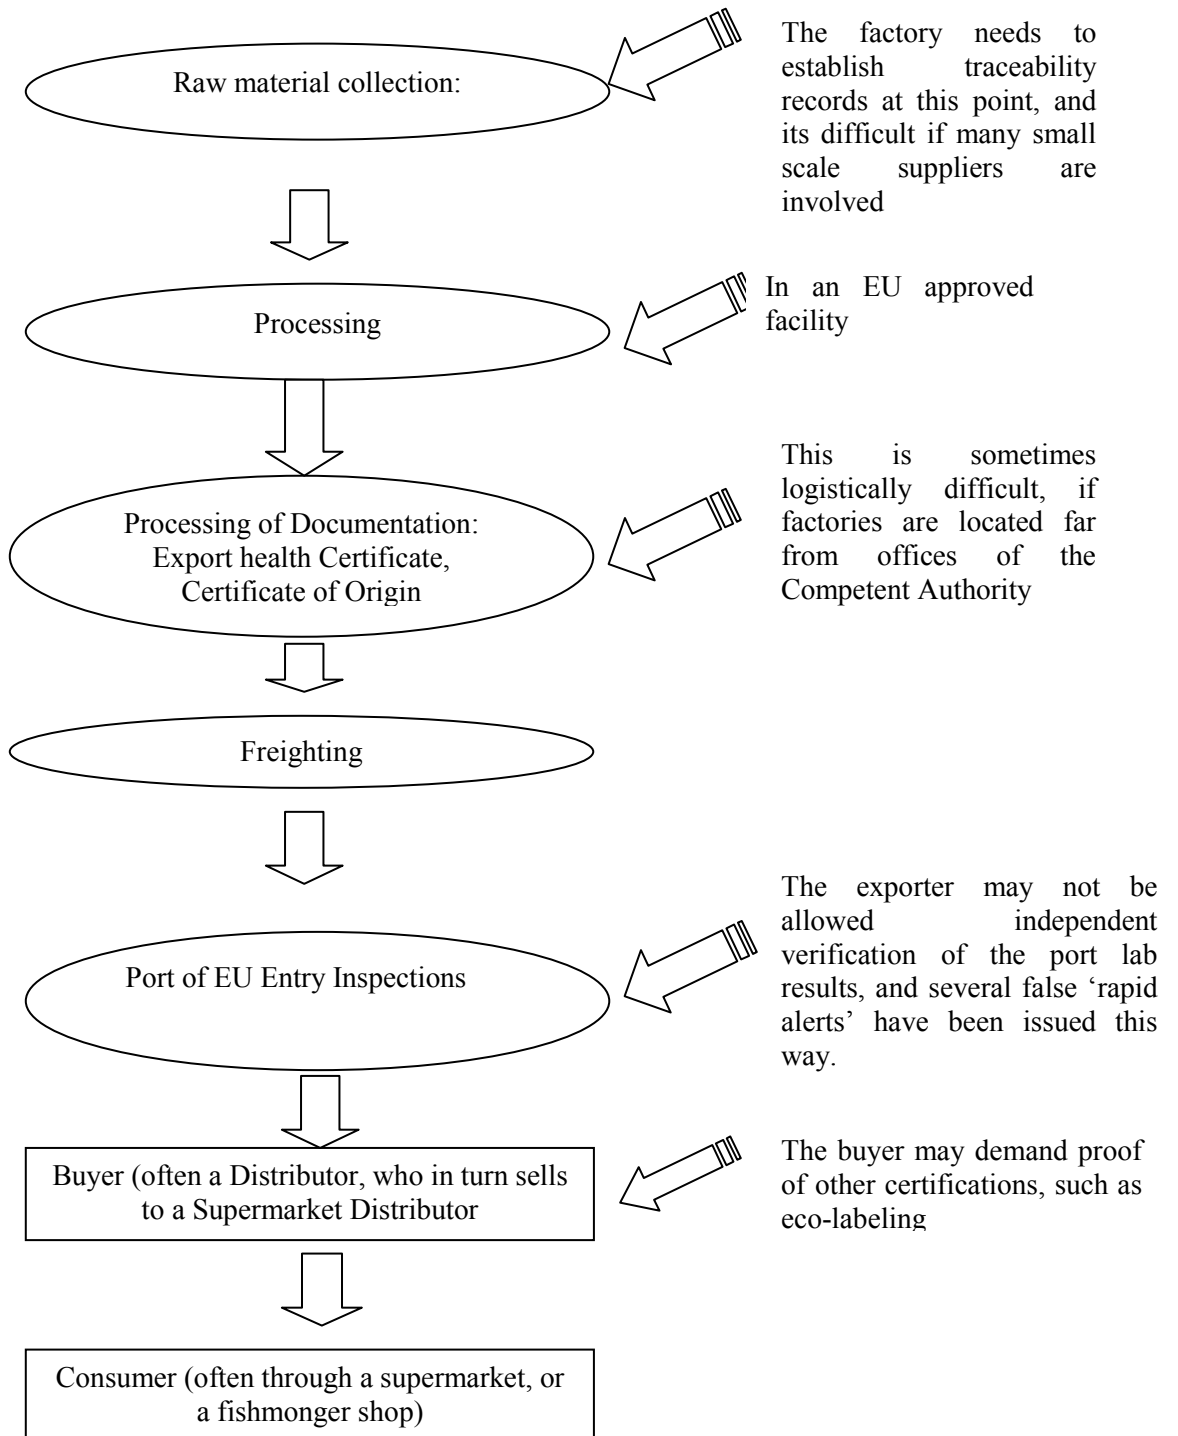 Raw material collection:
The factory needs to
establish traceability
records at this point, and
its difficult if many small
scale suppliers are
involved
Processing
In an EU approved
facility
Processing of Documentation:
Export health Certificate,
Certificate of Origin
This is sometimes
logistically difficult, if
factories are located far
from offices of the
Competent Authority
Freighting
Port of EU Entry Inspections
The exporter may not be
allowed independent
verification of the port lab
results, and several false ‘rapid
alerts’ have been issued this
way.
Buyer (often a Distributor, who in turn sells
to a Supermarket Distributor
The buyer may demand proof
of other certifications, such as
eco-labeling
Consumer (often through a supermarket, or
a fishmonger shop)